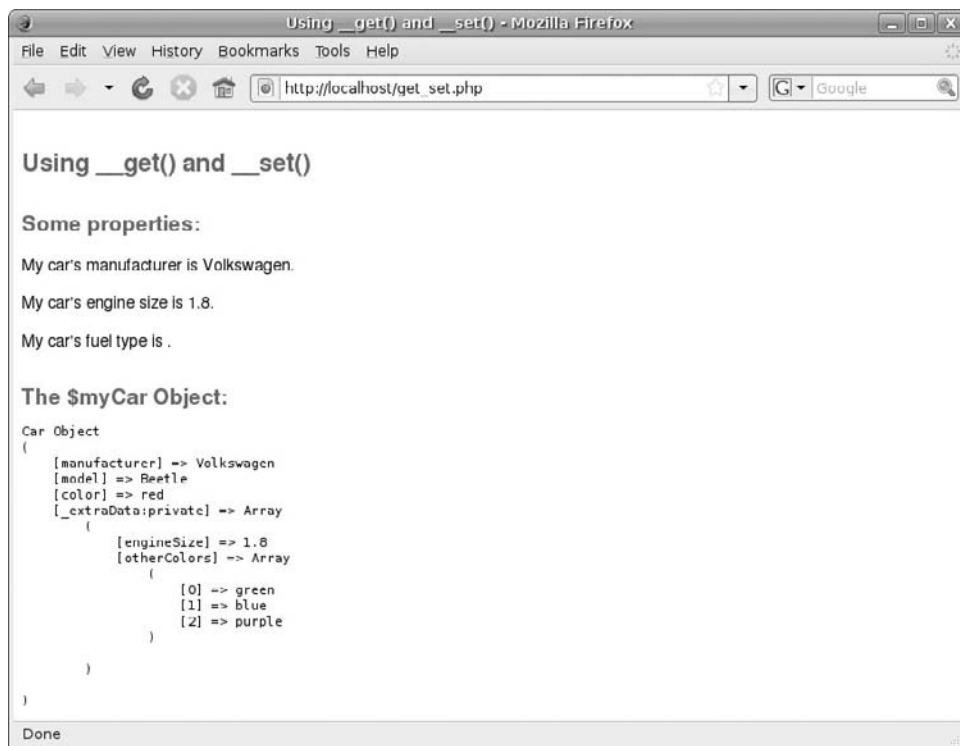 Using __get() and __set() - Mozilla Firefox
File Edit View History Bookmarks Tools Help
http://localhost/get_set.php
G Google
Using __get() and __set()
Some properties:
My car's manufacturer is Volkswagen.
My car's engine size is 1.8.
My car's fuel type is .
The $myCar Object:
Car Object
(
    [manufacturer] => Volkswagen
    [model] => Beetle
    [color] => red
    [_extraData:private] => Array
        (
            [engineSize] => 1.8
            [otherColors] => Array
                (
                    [0] => green
                    [1] => blue
                    [2] => purple
                )
        )
)
Done